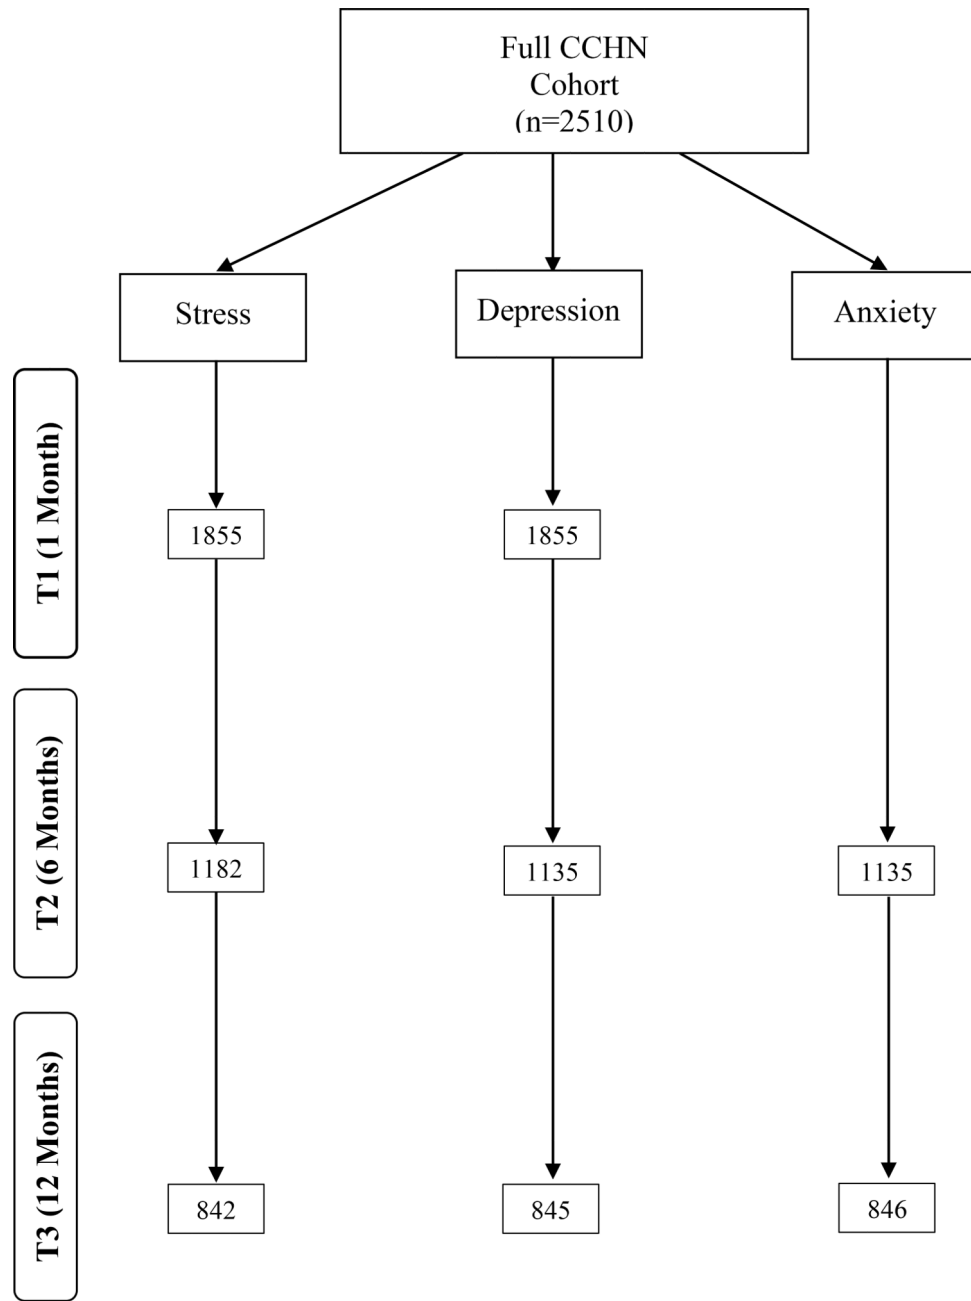 Full CCHN
Cohort
(n=2510)
Stress
Depression
Anxiety
T1 (1 Month)
1855
1855
T2 (6 Months)
1182
1135
1135
T3 (12 Months)
842
845
846